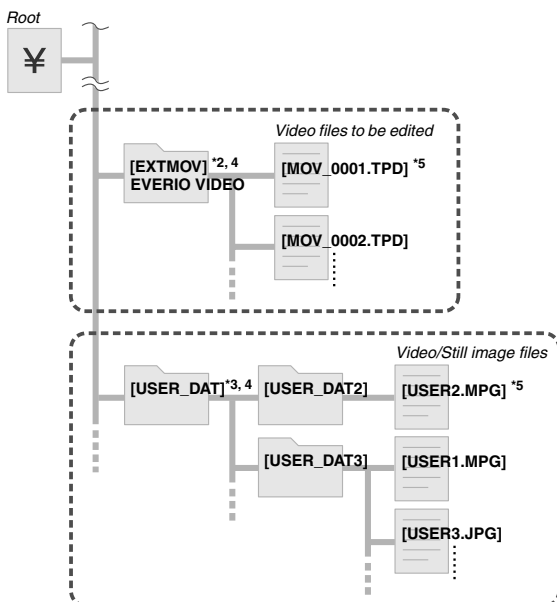 Root
¥
Video files to be edited
[EXTMOV] *2, 4
EVERIO VIDEO
[MOV_0001.TPD] *5
[MOV_0002.TPD]
Video/Still image files
[USER_DAT]*3, 4
[USER_DAT2]
[USER2.MPG] *5
[USER_DAT3]
[USER1.MPG]
[USER3.JPG]